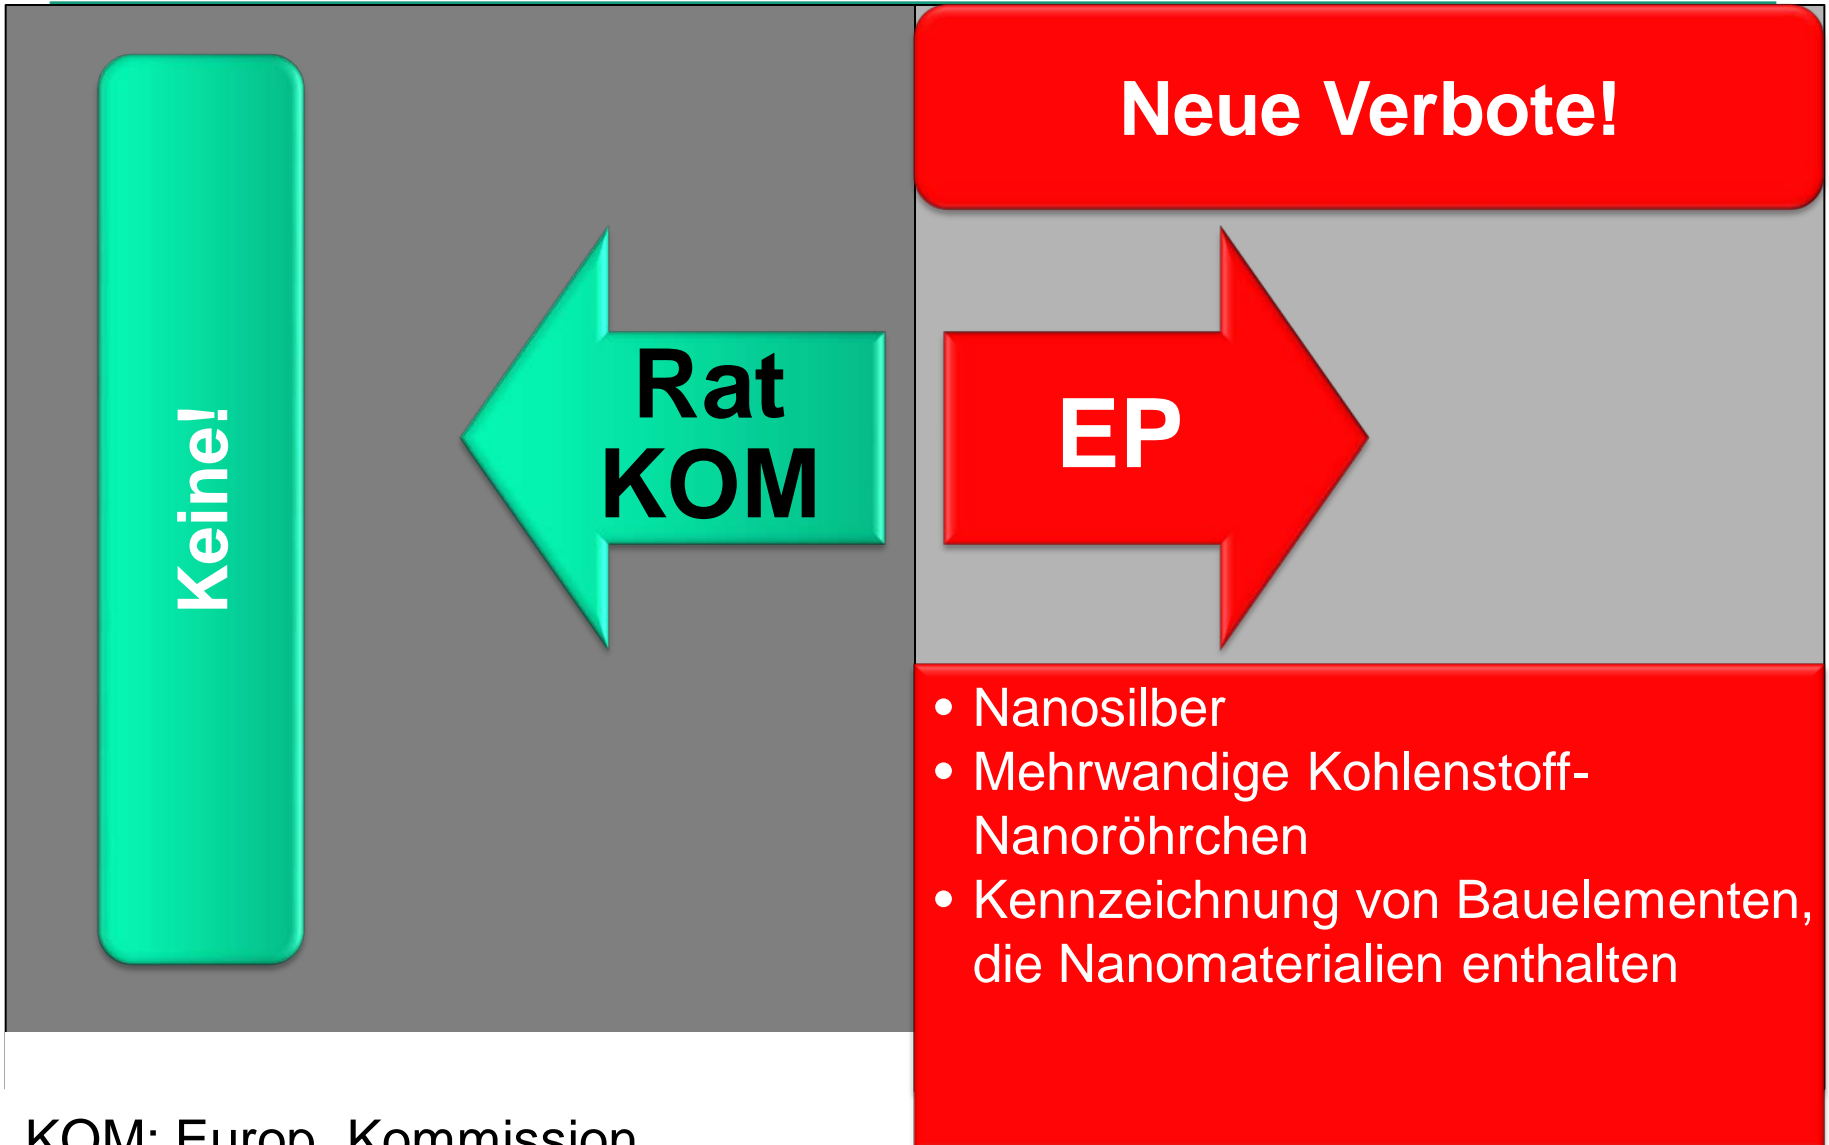 Neue Verbote!
Keine!
Rat
KOM
EP
• Nanosilber
• Mehrwandige Kohlenstoff-
Nanoröhrchen
• Kennzeichnung von Bauelementen,
die Nanomaterialien enthalten
KOM: Europ. Kommission